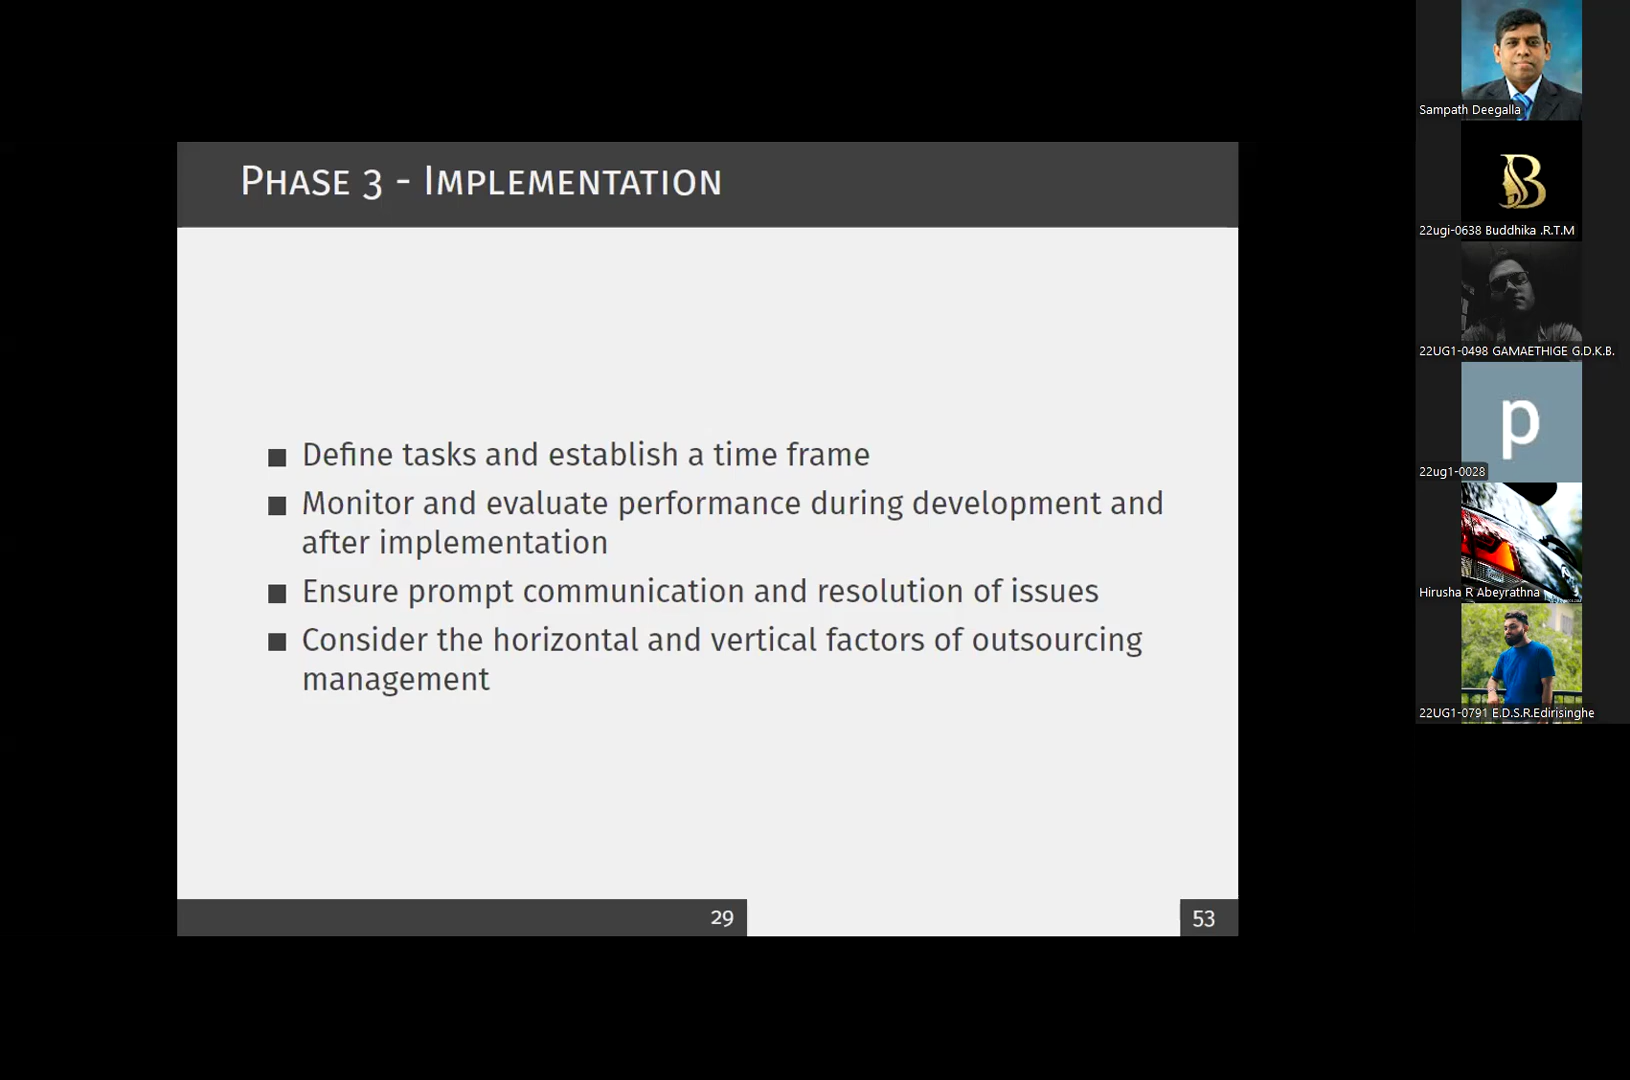 Phase 3 - Implementation
Define tasks and establish a time frame
Monitor and evaluate performance during development and
after implementation
Ensure prompt communication and resolution of issues
Consider the horizontal and vertical factors of outsourcing
management
29
53
Sampath Deegalla
B
22ugi-0638 Buddhika .R.T.M
22UG1-0498 GAMAETHIGE G.D.K.B.
p
22ug1-0028
Hirusha R Abeyrathna
22UG1-0791 E.D.S.R.Edirisinghe